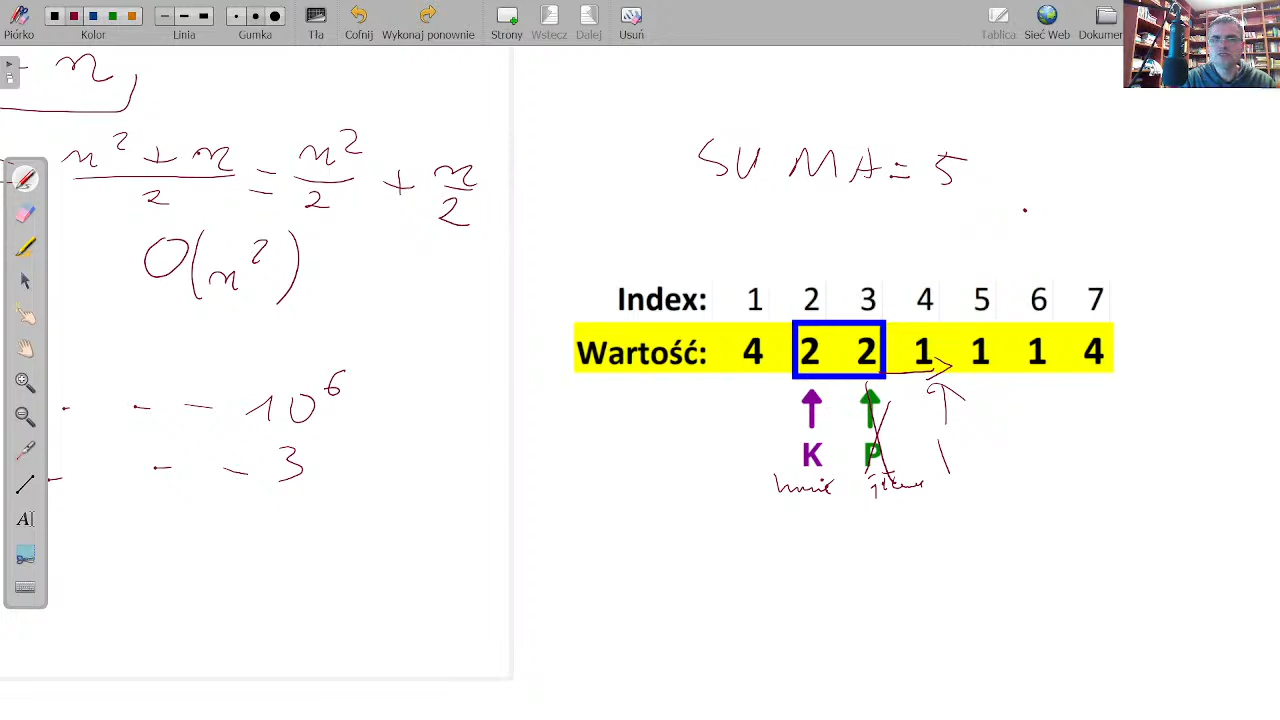 Piórko Kolor Linia Gumka Tła Cofnij Wykonaj ponownie Strony Wstecz Dalej Usuń Tablica Sieć Web Dokument
n
n² + n / 2 = n² / 2 + n / 2
O(n²)
- - 10⁶
- - 3
SUMA = 5
Index: 1 2 3 4 5 6 7
Wartość: 4 2 2 1 1 1 4
K P